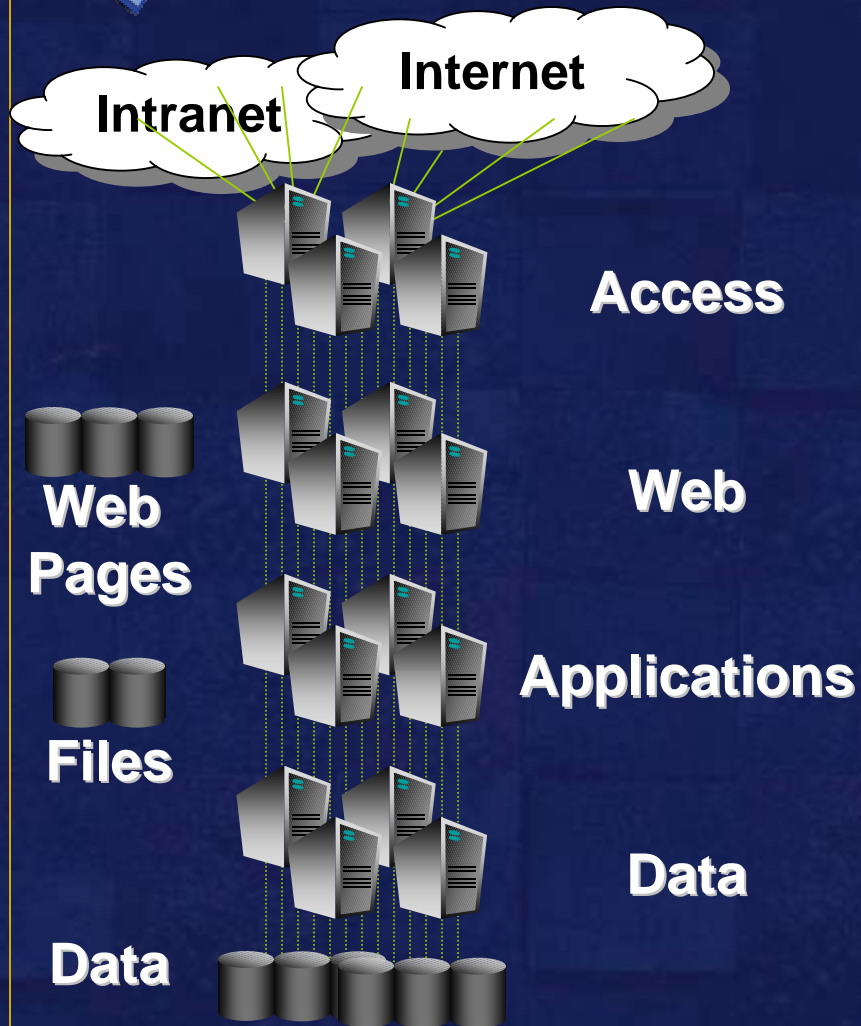 Internet
Intranet
Access
Web
Pages
Web
Files
Applications
Data
Data